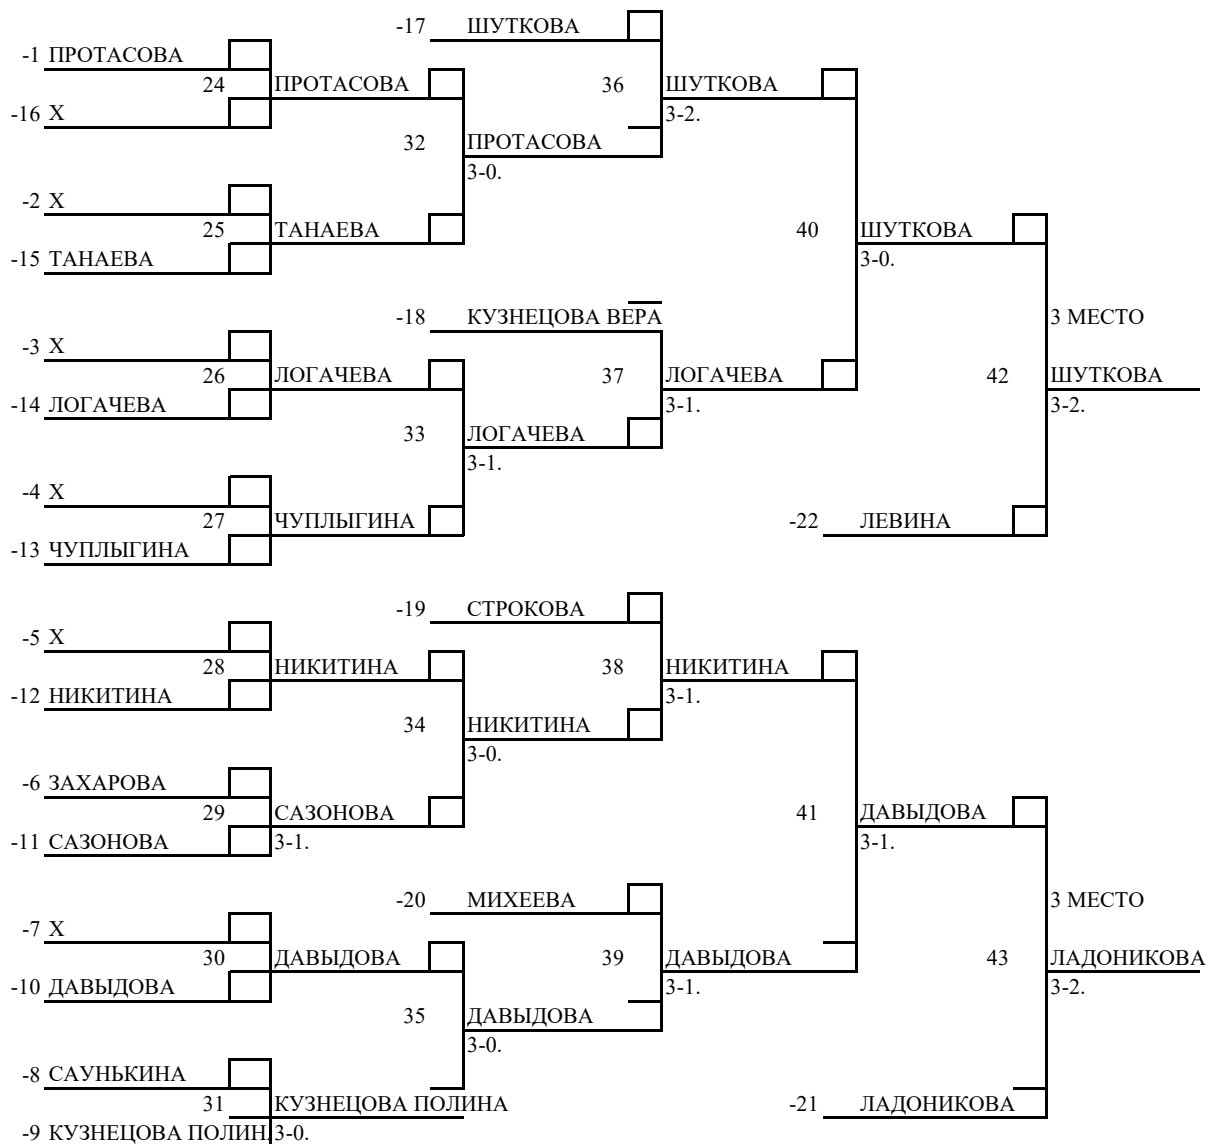 -17 ШУТКОВА
-1 ПРОТАСОВА
24 ПРОТАСОВА 36 ШУТКОВА
-16 Х 3-2.
32 ПРОТАСОВА
3-0.
-2 Х
25 ТАНАЕВА 40 ШУТКОВА
-15 ТАНАЕВА 3-0.
-18 КУЗНЕЦОВА ВЕРА 3 МЕСТО
-3 Х
26 ЛОГАЧЕВА 37 ЛОГАЧЕВА 42 ШУТКОВА
-14 ЛОГАЧЕВА 3-1. 3-2.
33 ЛОГАЧЕВА
3-1.
-4 Х
27 ЧУПЛЫГИНА -22 ЛЕВИНА
-13 ЧУПЛЫГИНА
-19 СТРОКОВА
-5 Х
28 НИКИТИНА 38 НИКИТИНА
-12 НИКИТИНА 3-1.
34 НИКИТИНА
3-0.
-6 ЗАХАРОВА
29 САЗОНОВА 41 ДАВЫДОВА
-11 САЗОНОВА 3-1. 3-1.
-20 МИХЕЕВА 3 МЕСТО
-7 Х
30 ДАВЫДОВА 39 ДАВЫДОВА 43 ЛАДОНИКОВА
-10 ДАВЫДОВА 3-1. 3-2.
35 ДАВЫДОВА
3-0.
-8 САУНЬКИНА
31 КУЗНЕЦОВА ПОЛИНА -21 ЛАДОНИКОВА
-9 КУЗНЕЦОВА ПОЛИН 3-0.